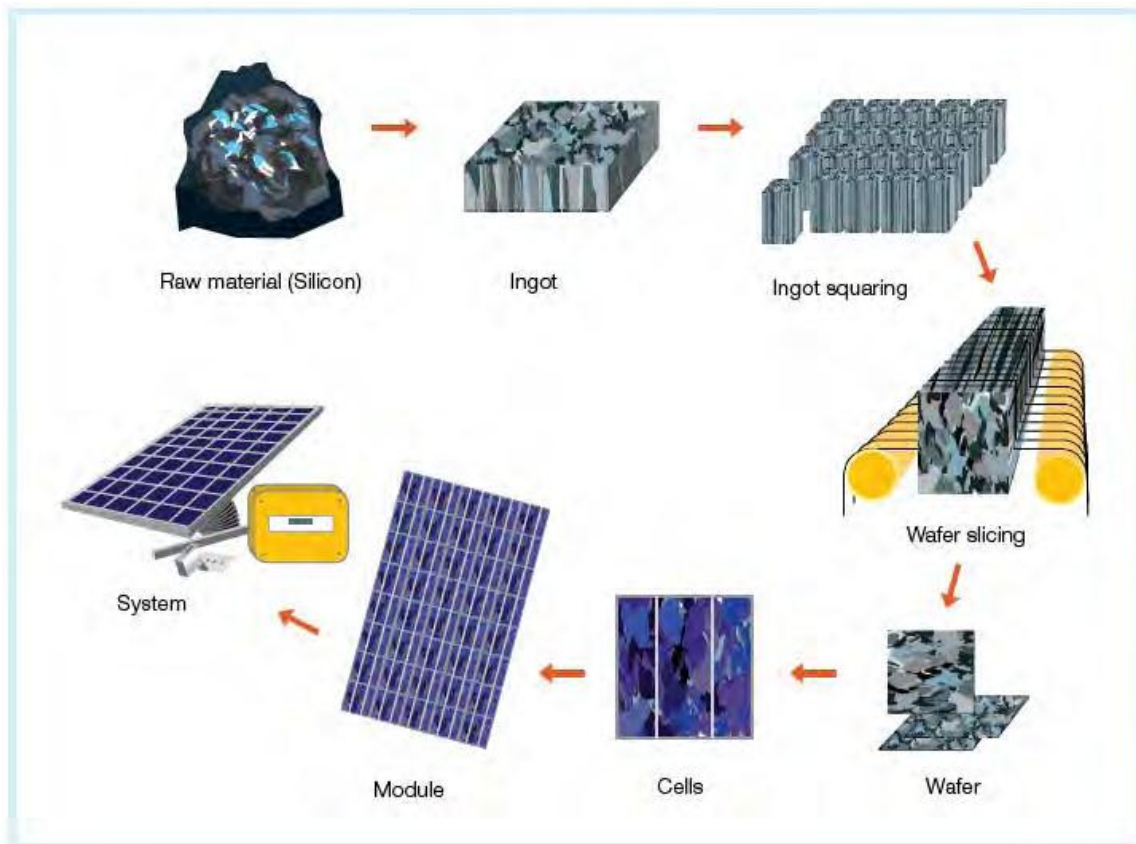 Raw material (Silicon)
Ingot
Ingot squaring
Wafer slicing
Wafer
Cells
Module
System